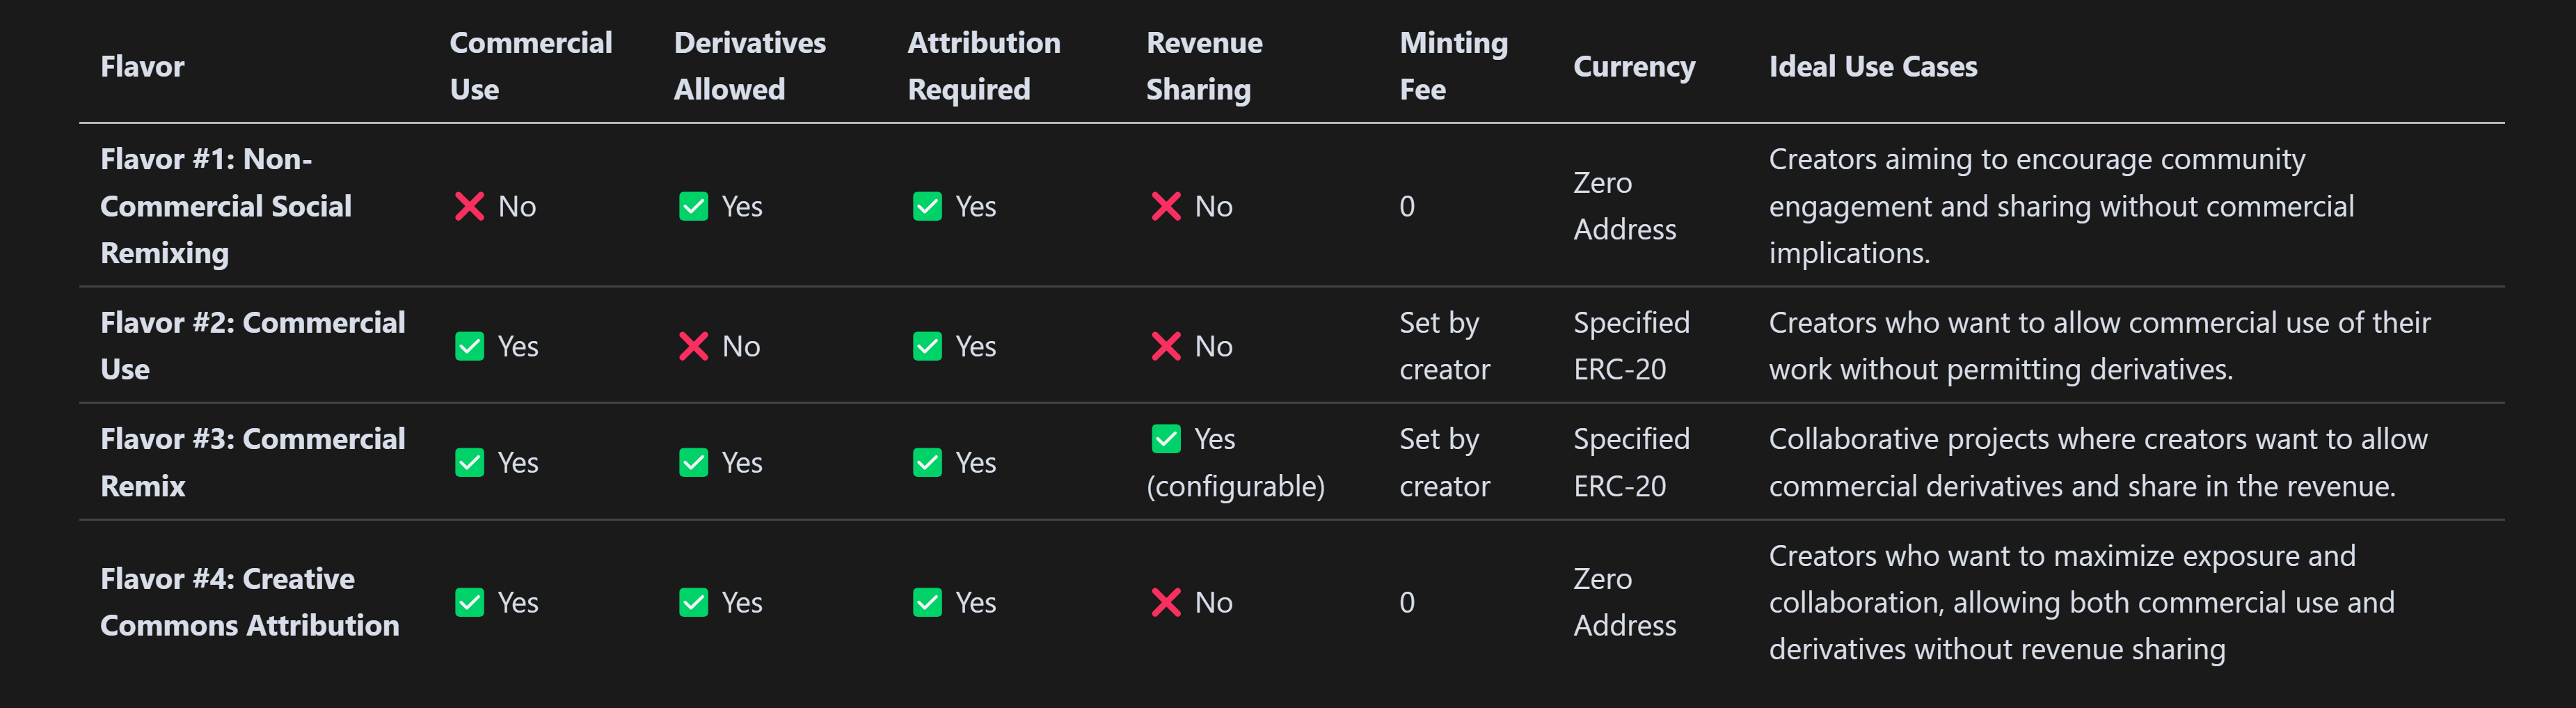 Flavor
Commercial
Use
Derivatives
Allowed
Attribution
Required
Revenue
Sharing
Minting
Fee
Currency
Ideal Use Cases
Flavor #1: Non-
Commercial Social
Remixing
❌ No
✅ Yes
✅ Yes
❌ No
0
Zero
Address
Creators aiming to encourage community
engagement and sharing without commercial
implications.
Flavor #2: Commercial
Use
✅ Yes
❌ No
✅ Yes
❌ No
Set by
creator
Specified
ERC-20
Creators who want to allow commercial use of their
work without permitting derivatives.
Flavor #3: Commercial
Remix
✅ Yes
✅ Yes
✅ Yes
✅ Yes
(configurable)
Set by
creator
Specified
ERC-20
Collaborative projects where creators want to allow
commercial derivatives and share in the revenue.
Flavor #4: Creative
Commons Attribution
✅ Yes
✅ Yes
✅ Yes
❌ No
0
Zero
Address
Creators who want to maximize exposure and
collaboration, allowing both commercial use and
derivatives without revenue sharing